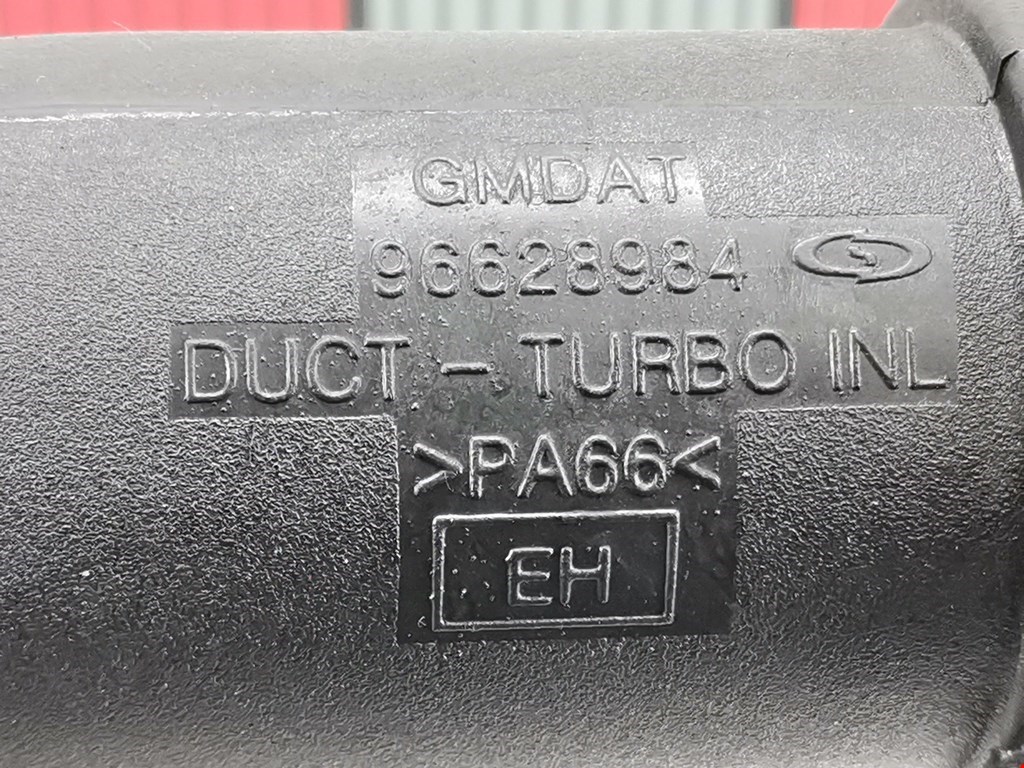 GMDAT
96628984
DUCT - TURBO INL
>PA66<
EH